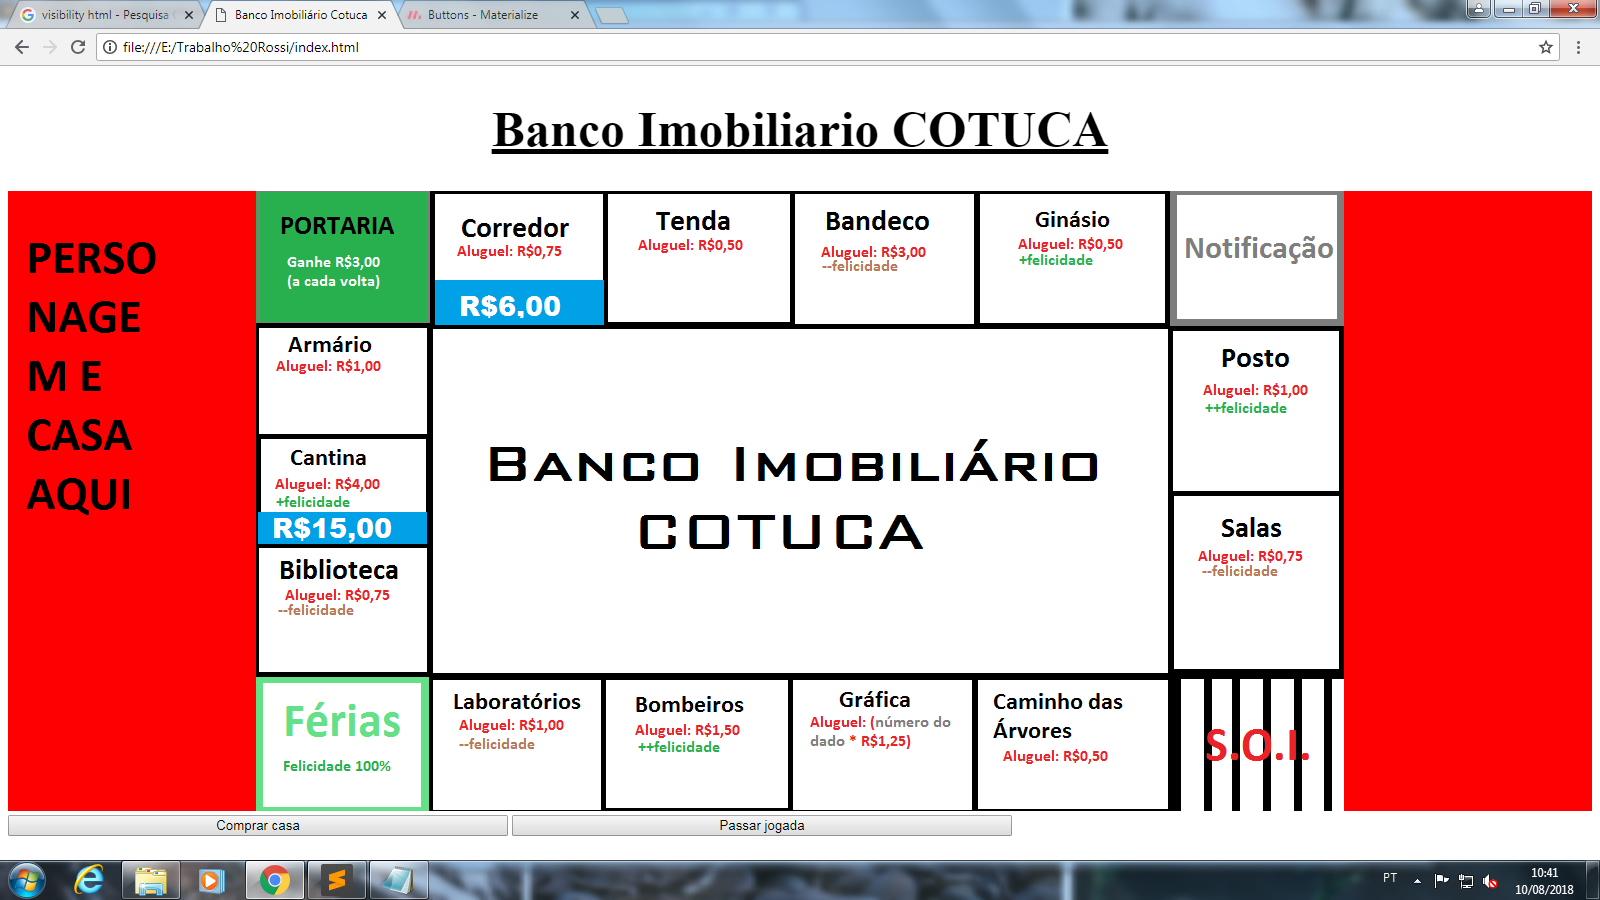 visibility html - Pesquisa
Banco Imobiliário Cotuca
Buttons - Materialize
file:///E:/Trabalho%20Rossi/index.html
Banco Imobiliario COTUCA
PERSO
NAGE
M E
CASA
AQUI
PORTARIA
Ganhe R$3,00
(a cada volta)
Corredor
Aluguel: R$0,75
R$6,00
Tenda
Aluguel: R$0,50
Bandeco
Aluguel: R$3,00
--felicidade
Ginásio
Aluguel: R$0,50
+felicidade
Notificação
Armário
Aluguel: R$1,00
Cantina
Aluguel: R$4,00
+felicidade
R$15,00
Biblioteca
Aluguel: R$0,75
--felicidade
Banco Imobiliário
COTUCA
Posto
Aluguel: R$1,00
++felicidade
Salas
Aluguel: R$0,75
--felicidade
Férias
Felicidade 100%
Laboratórios
Aluguel: R$1,00
--felicidade
Bombeiros
Aluguel: R$1,50
++felicidade
Gráfica
Aluguel: (número do
dado * R$1,25)
Caminho das
Árvores
Aluguel: R$0,50
S.O.I.
Comprar casa
Passar jogada
PT
10:41
10/08/2018